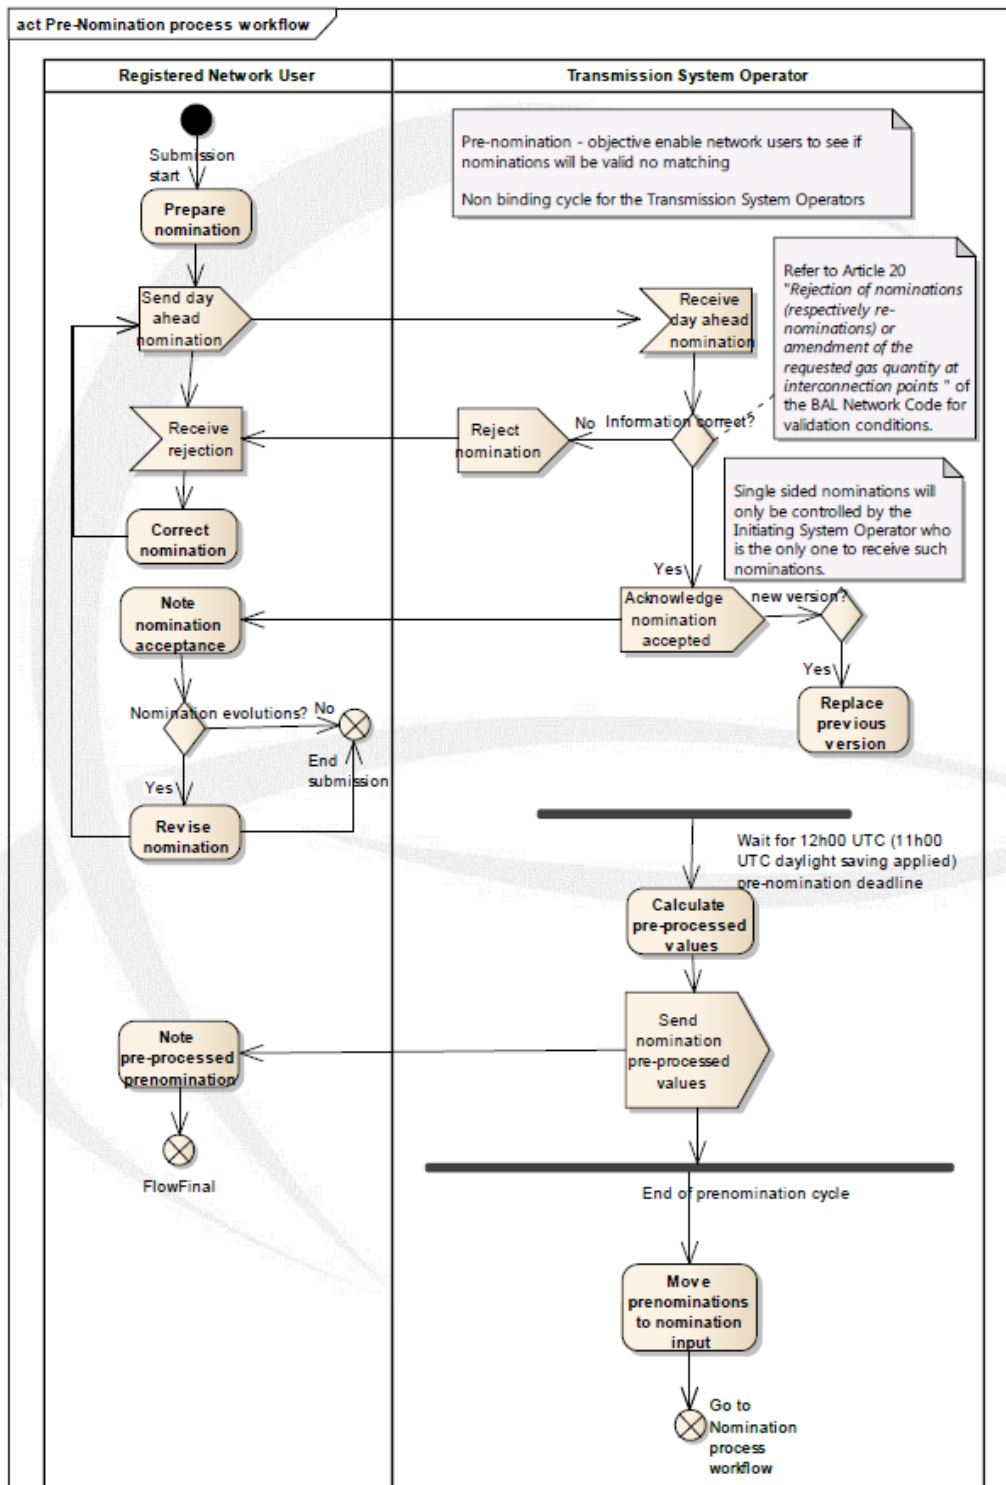 act Pre-Nomination process workflow
Registered Network User
Transmission System Operator
Submission
start
Pre-nomination - objective enable network users to see if
nominations will be valid no matching
Non binding cycle for the Transmission System Operators
Prepare
nomination
Refer to Article 20
"Rejection of nominations
(respectively re-
nominations) or
amendment of the
requested gas quantity at
interconnection points " of
the BAL Network Code for
validation conditions.
Send day
ahead
nomination
Receive
day ahead
nomination
Receive
rejection
Reject
nomination
No
Information correct?
Correct
nomination
Single sided nominations will
only be controlled by the
Initiating System Operator who
is the only one to receive such
nominations.
Yes
Note
nomination
acceptance
Acknowledge
nomination
accepted
new version?
Yes
Replace
previous
version
Nomination evolutions?
No
End
submission
Yes
Revise
nomination
Wait for 12h00 UTC (11h00
UTC daylight saving applied)
pre-nomination deadline
Calculate
pre-processed
values
Send
nomination
pre-processed
values
Note
pre-processed
prenomination
FlowFinal
End of prenomination cycle
Move
prenominations
to nomination
input
Go to
Nomination
process
workflow